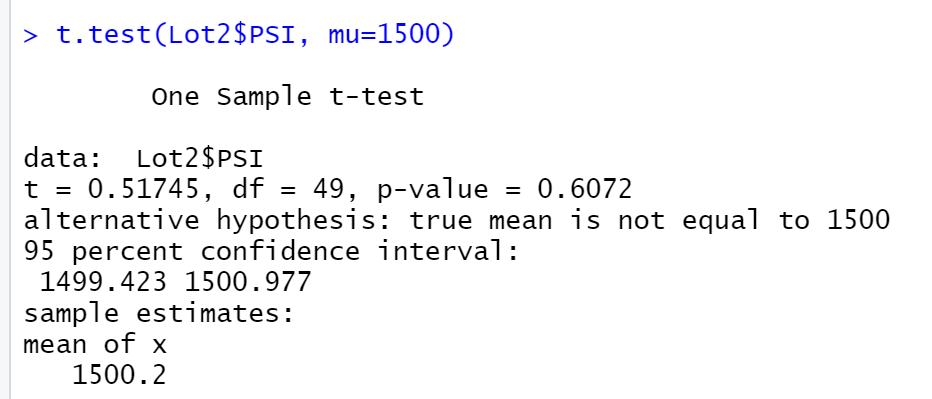 > t.test(Lot2$PSI, mu=1500)
One Sample t-test
data:  Lot2$PSI
t = 0.51745, df = 49, p-value = 0.6072
alternative hypothesis: true mean is not equal to 1500
95 percent confidence interval:
1499.423 1500.977
sample estimates:
mean of x
1500.2